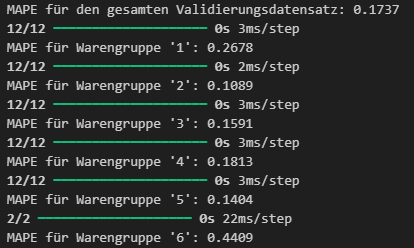 MAPE für den gesamten Validierungsdatensatz: 0.1737
12/12 ━━━━━━━━━━━━━━━━━━━━ 0s 3ms/step
MAPE für Warengruppe '1': 0.2678
12/12 ━━━━━━━━━━━━━━━━━━━━ 0s 2ms/step
MAPE für Warengruppe '2': 0.1089
12/12 ━━━━━━━━━━━━━━━━━━━━ 0s 3ms/step
MAPE für Warengruppe '3': 0.1591
12/12 ━━━━━━━━━━━━━━━━━━━━ 0s 3ms/step
MAPE für Warengruppe '4': 0.1813
12/12 ━━━━━━━━━━━━━━━━━━━━ 0s 3ms/step
MAPE für Warengruppe '5': 0.1404
2/2 ━━━━━━━━━━━━━━━━━━━━ 0s 22ms/step
MAPE für Warengruppe '6': 0.4409